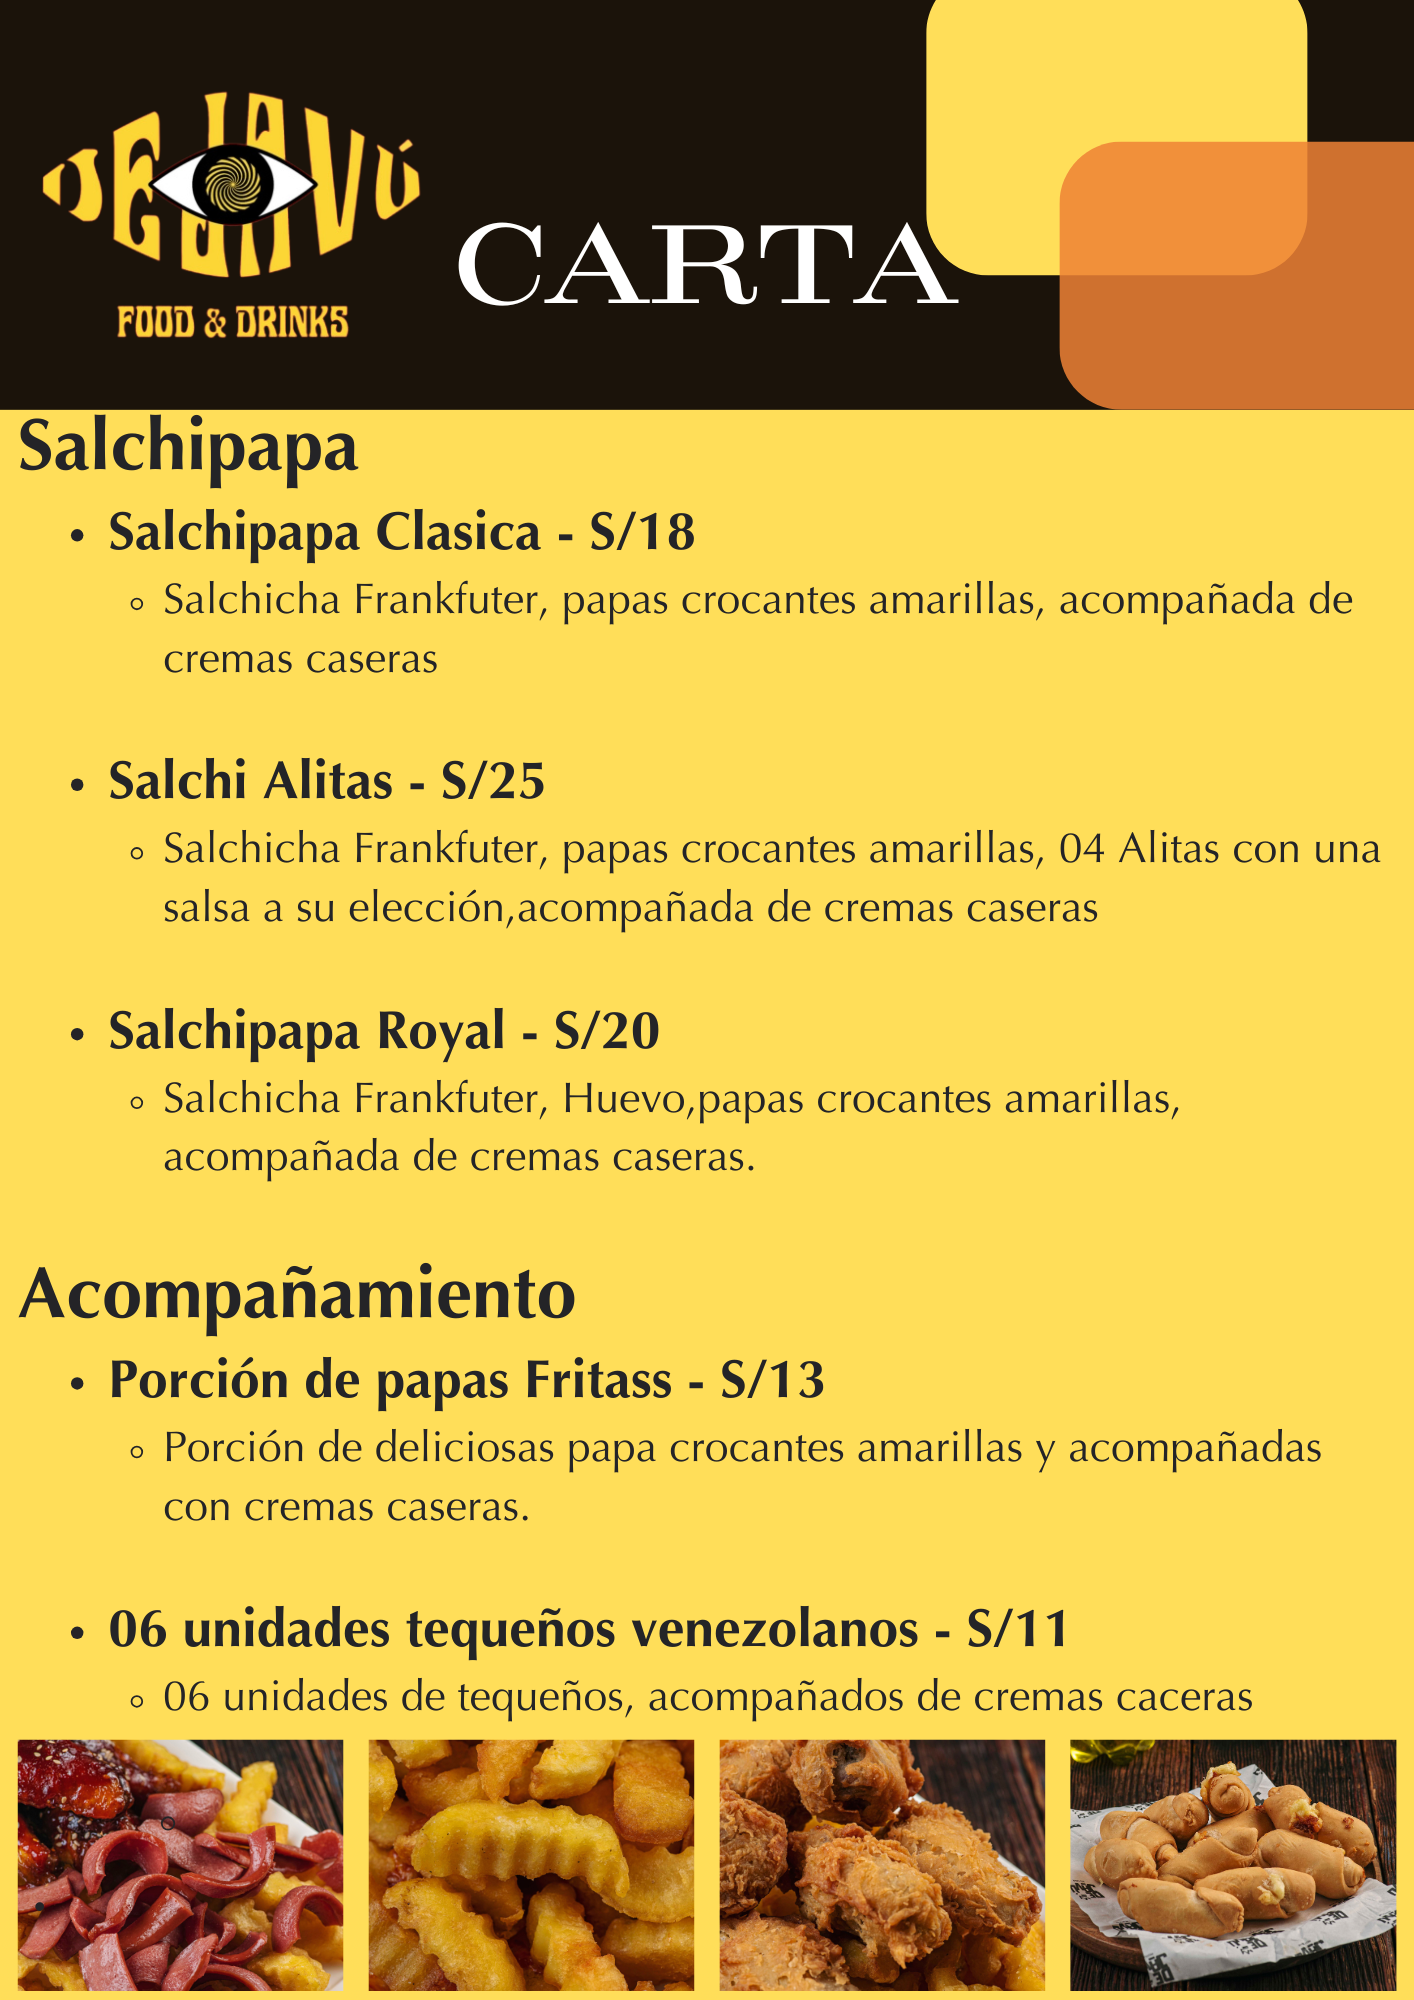 DEJAVÚ
FOOD & DRINKS
CARTA
Salchipapa
• Salchipapa Clasica - S/18
◦ Salchicha Frankfuter, papas crocantes amarillas, acompañada de
cremas caseras
• Salchi Alitas - S/25
◦ Salchicha Frankfuter, papas crocantes amarillas, 04 Alitas con una
salsa a su elección,acompañada de cremas caseras
• Salchipapa Royal - S/20
◦ Salchicha Frankfuter, Huevo,papas crocantes amarillas,
acompañada de cremas caseras.
Acompañamiento
• Porción de papas Fritass - S/13
◦ Porción de deliciosas papa crocantes amarillas y acompañadas
con cremas caseras.
• 06 unidades tequeños venezolanos - S/11
◦ 06 unidades de tequeños, acompañados de cremas caceras